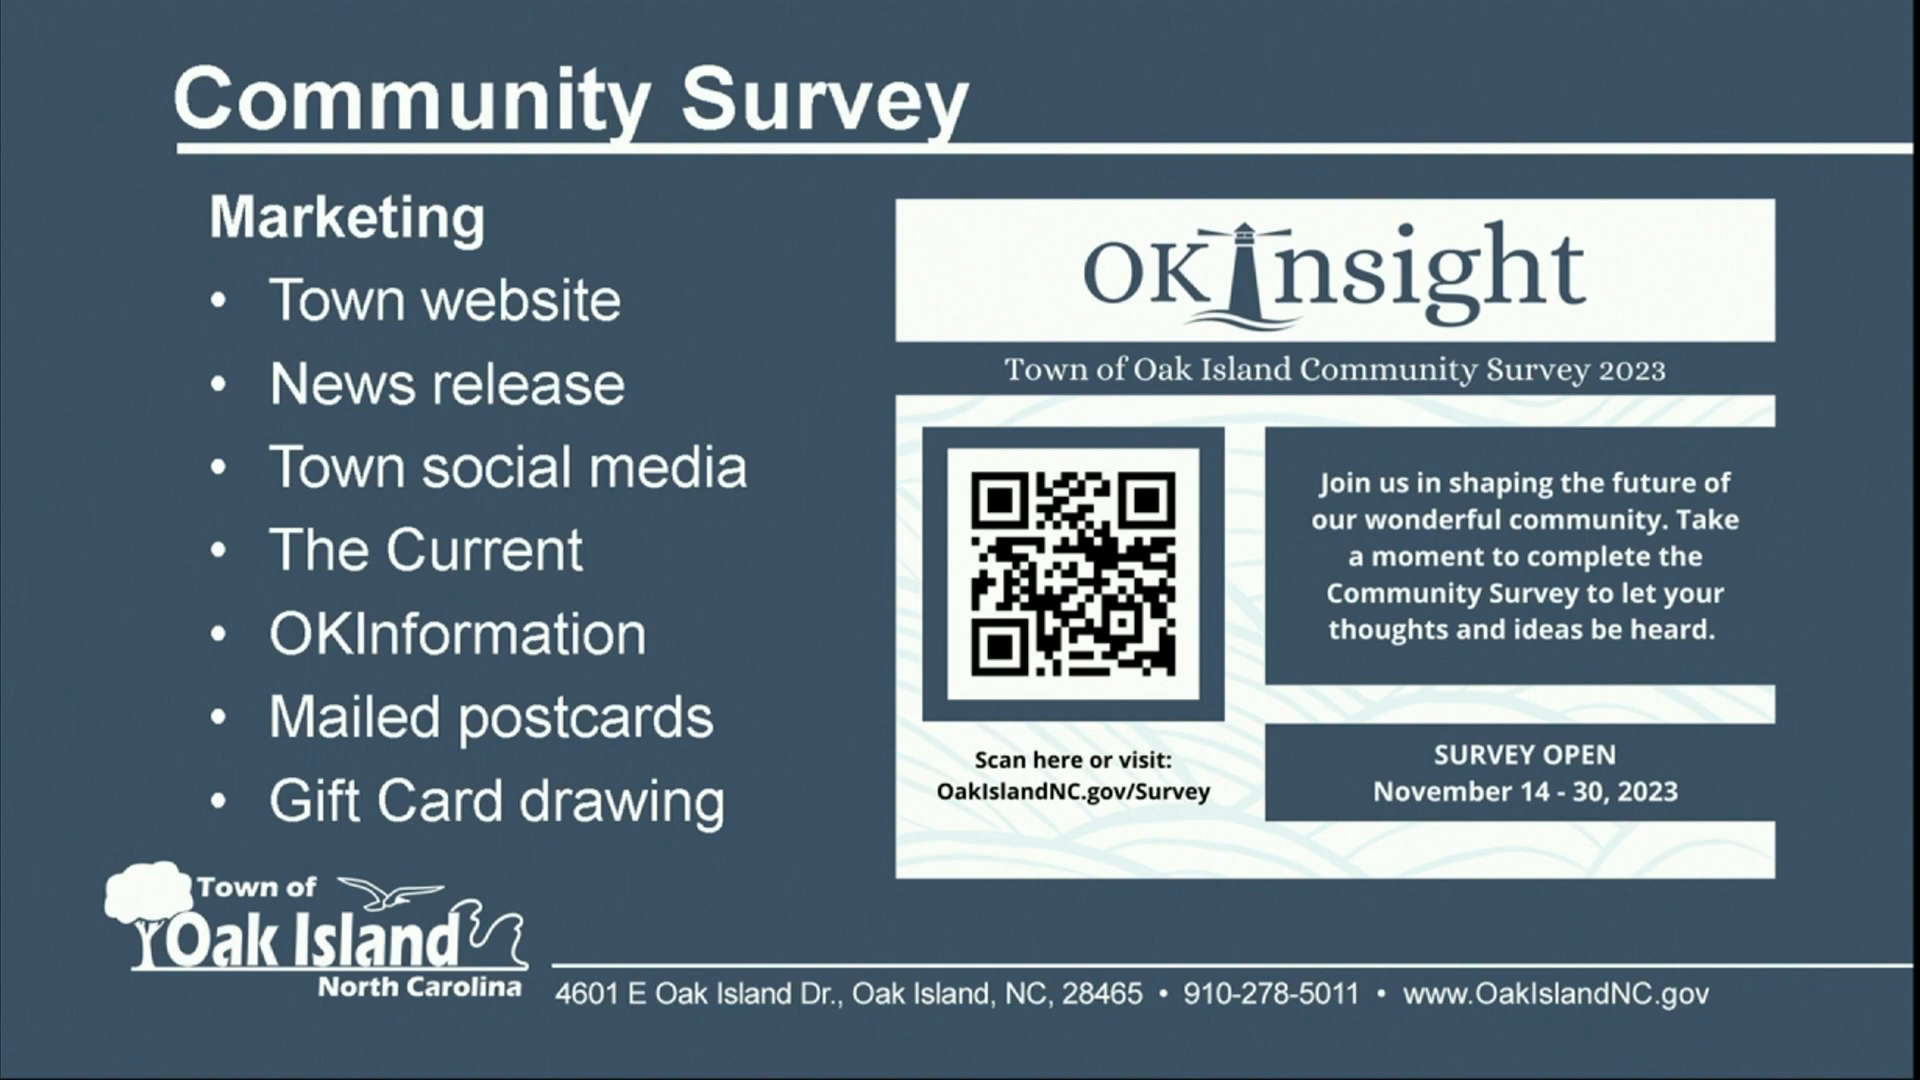 Community Survey
Marketing
• Town website
• News release
• Town social media
• The Current
• OKInformation
• Mailed postcards
• Gift Card drawing
OKInsight
Town of Oak Island Community Survey 2023
Scan here or visit:
OakIslandNC.gov/Survey
Join us in shaping the future of
our wonderful community. Take
a moment to complete the
Community Survey to let your
thoughts and ideas be heard.
SURVEY OPEN
November 14 - 30, 2023
Town of
Oak Island
North Carolina
4601 E Oak Island Dr., Oak Island, NC, 28465 • 910-278-5011 • www.OakIslandNC.gov